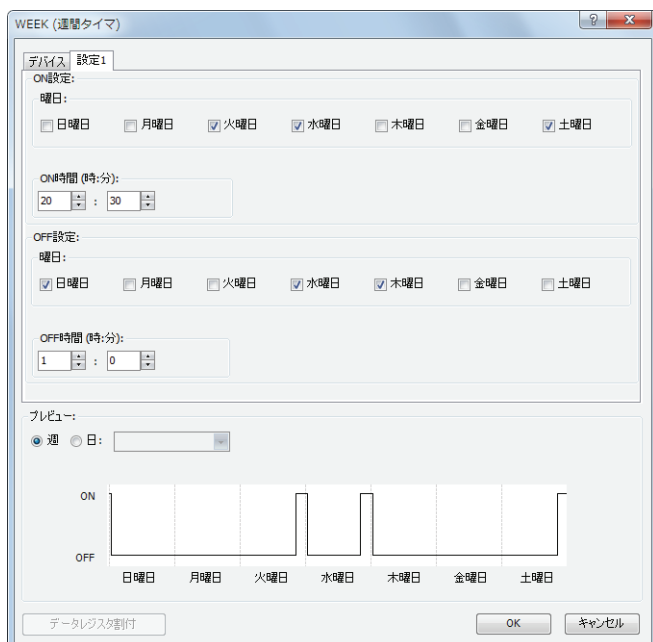 WEEK (週間タイマ)
デバイス 設定1
ON設定:
曜日:
日曜日 月曜日 火曜日 水曜日 木曜日 金曜日 土曜日
ON時間 (時:分):
20 : 30
OFF設定:
曜日:
日曜日 月曜日 火曜日 水曜日 木曜日 金曜日 土曜日
OFF時間 (時:分):
1 : 0
プレビュー:
週 日:
ON
OFF
日曜日 月曜日 火曜日 水曜日 木曜日 金曜日 土曜日
データレジスタ割付 OK キャンセル